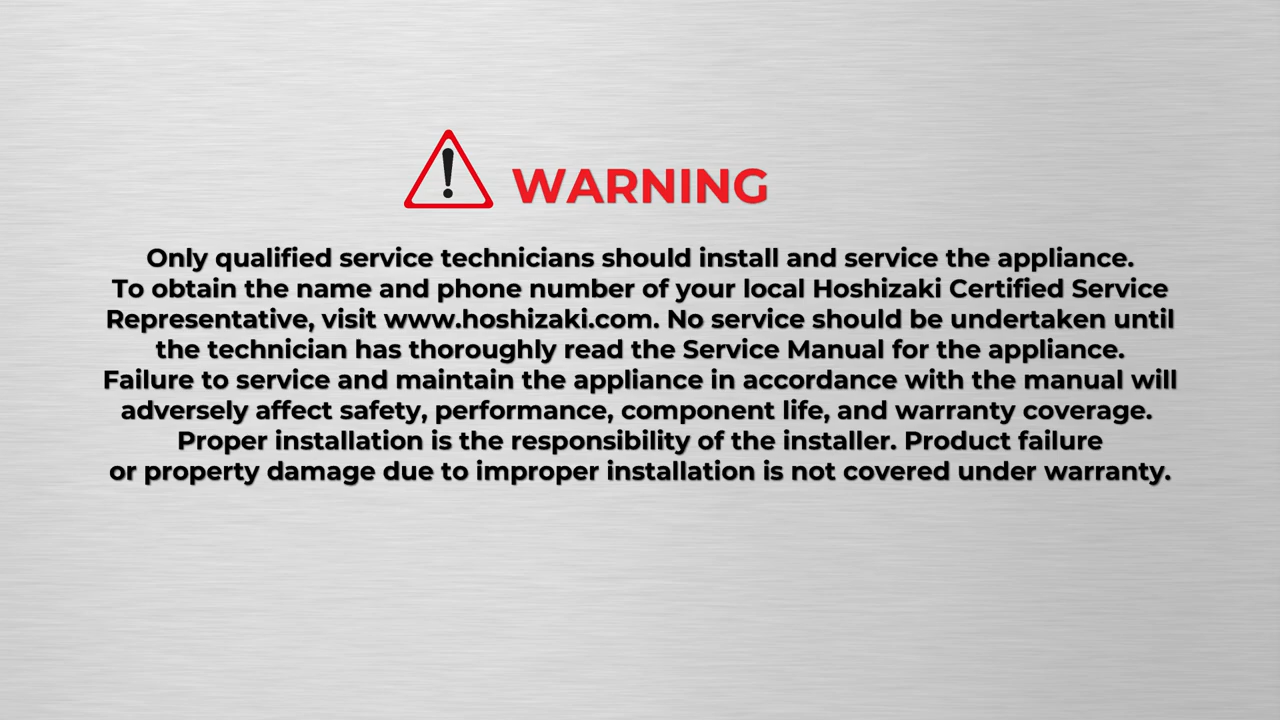 WARNING
Only qualified service technicians should install and service the appliance.
To obtain the name and phone number of your local Hoshizaki Certified Service
Representative, visit www.hoshizaki.com. No service should be undertaken until
the technician has thoroughly read the Service Manual for the appliance.
Failure to service and maintain the appliance in accordance with the manual will
adversely affect safety, performance, component life, and warranty coverage.
Proper installation is the responsibility of the installer. Product failure
or property damage due to improper installation is not covered under warranty.